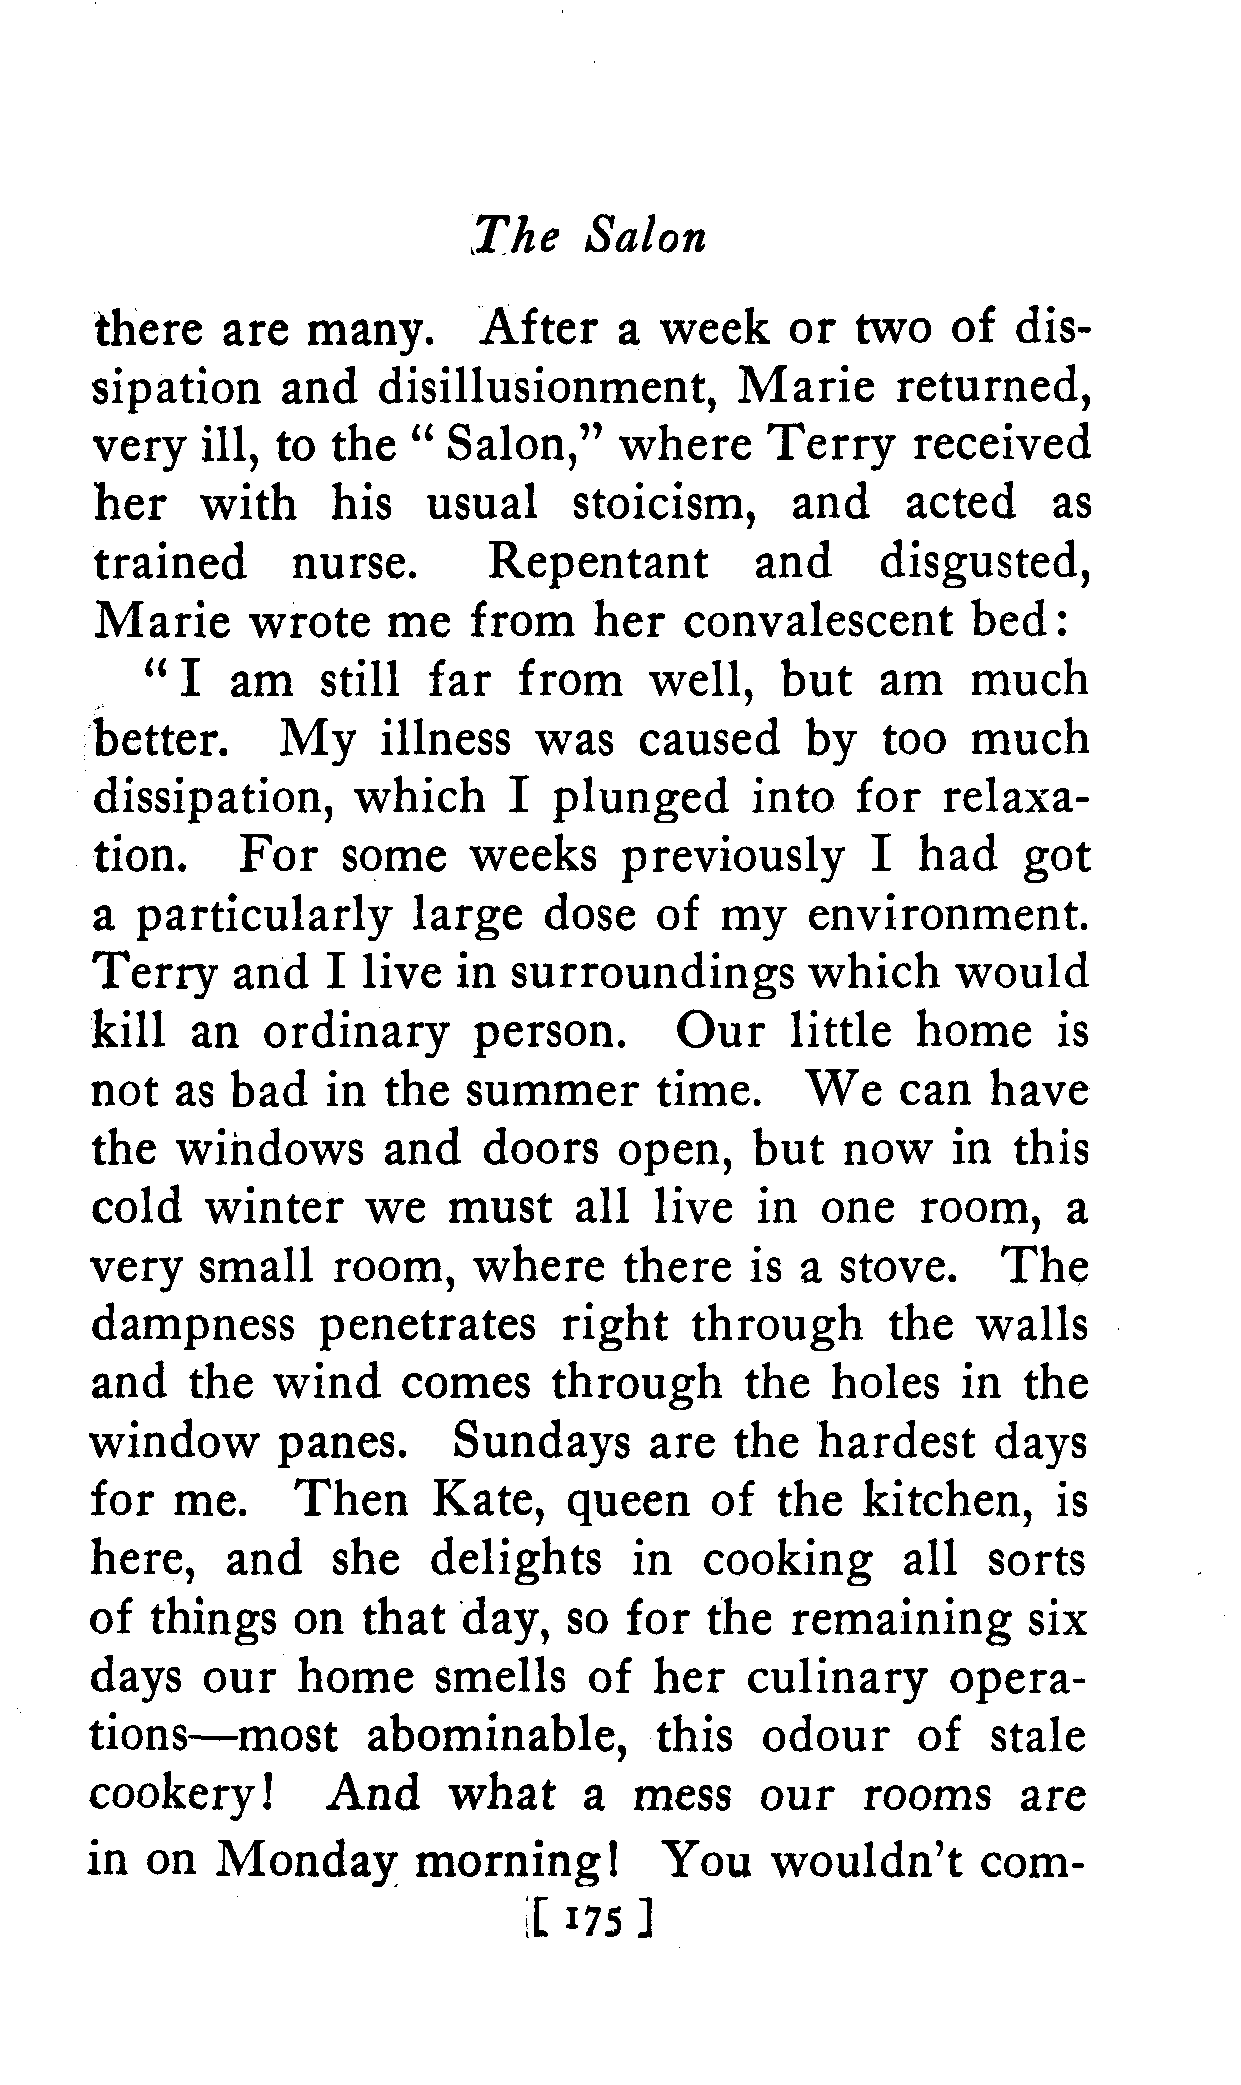 The Salon
there are many. After a week or two of dis-
sipation and disillusionment, Marie returned,
very ill, to the “ Salon,” where Terry received
her with his usual stoicism, and acted as
trained nurse. Repentant and disgusted,
Marie wrote me from her convalescent bed:
“ I am still far from well, but am much
better. My illness was caused by too much
dissipation, which I plunged into for relaxa-
tion. For some weeks previously I had got
a particularly large dose of my environment.
Terry and I live in surroundings which would
kill an ordinary person. Our little home is
not as bad in the summer time. We can have
the windows and doors open, but now in this
cold winter we must all live in one room, a
very small room, where there is a stove. The
dampness penetrates right through the walls
and the wind comes through the holes in the
window panes. Sundays are the hardest days
for me. Then Kate, queen of the kitchen, is
here, and she delights in cooking all sorts
of things on that day, so for the remaining six
days our home smells of her culinary opera-
tions—most abominable, this odour of stale
cookery! And what a mess our rooms are
in on Monday morning! You wouldn't com-
[ 175 ]